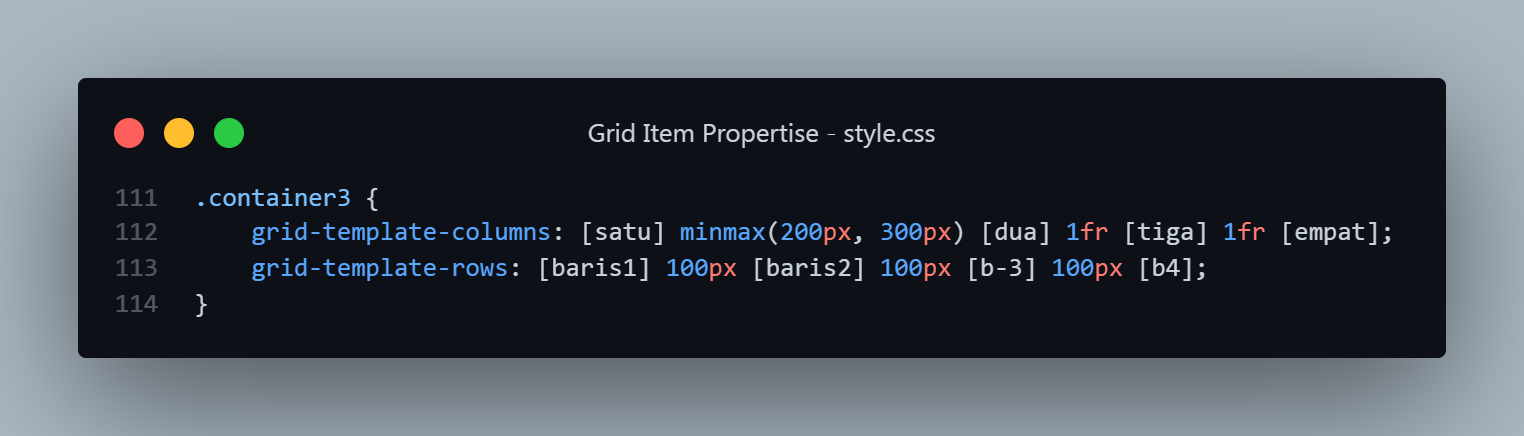 Grid Item Propertise - style.css
111 .container3 {
112     grid-template-columns: [satu] minmax(200px, 300px) [dua] 1fr [tiga] 1fr [empat];
113     grid-template-rows: [baris1] 100px [baris2] 100px [b-3] 100px [b4];
114 }